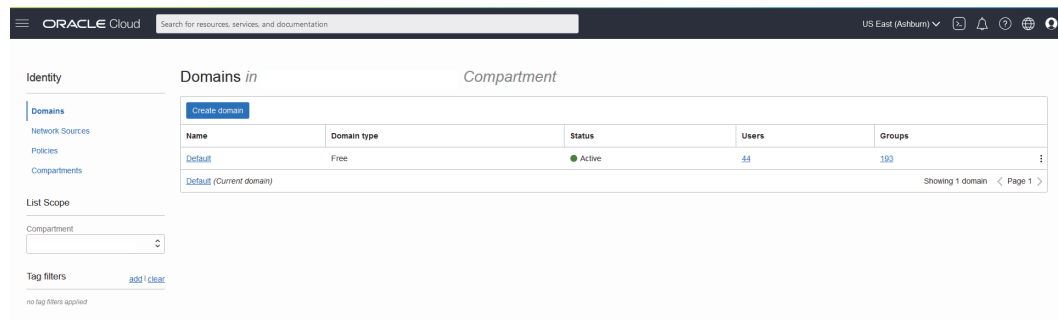 ORACLE Cloud
Search for resources, services, and documentation
US East (Ashburn)
Identity
Domains
Network Sources
Policies
Compartments
List Scope
Compartment
Tag filters
add | clear
no tag filters applied
Domains in Compartment
Create domain
Name Domain type Status Users Groups
Default Free Active 44 193
Default (Current domain) Showing 1 domain < Page 1 >